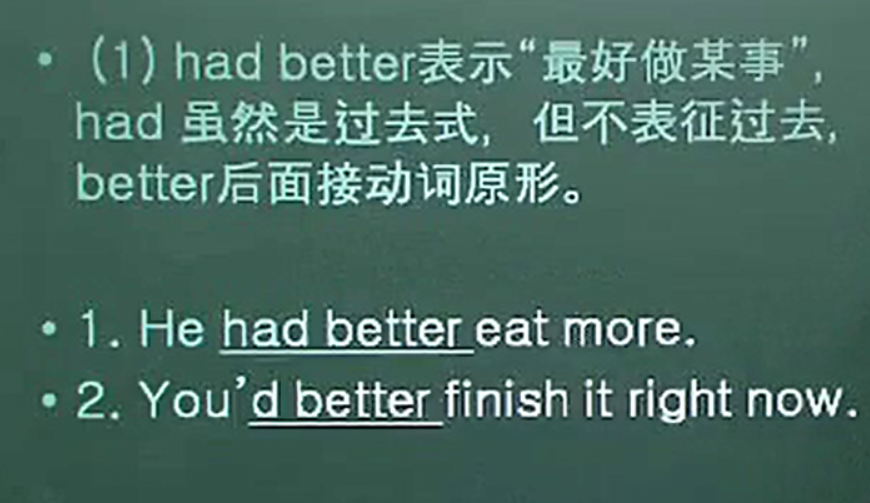 • (1) had better表示“最好做某事”,
had 虽然是过去式, 但不表征过去,
better后面接动词原形。
• 1. He had better eat more.
• 2. You’d better finish it right now.